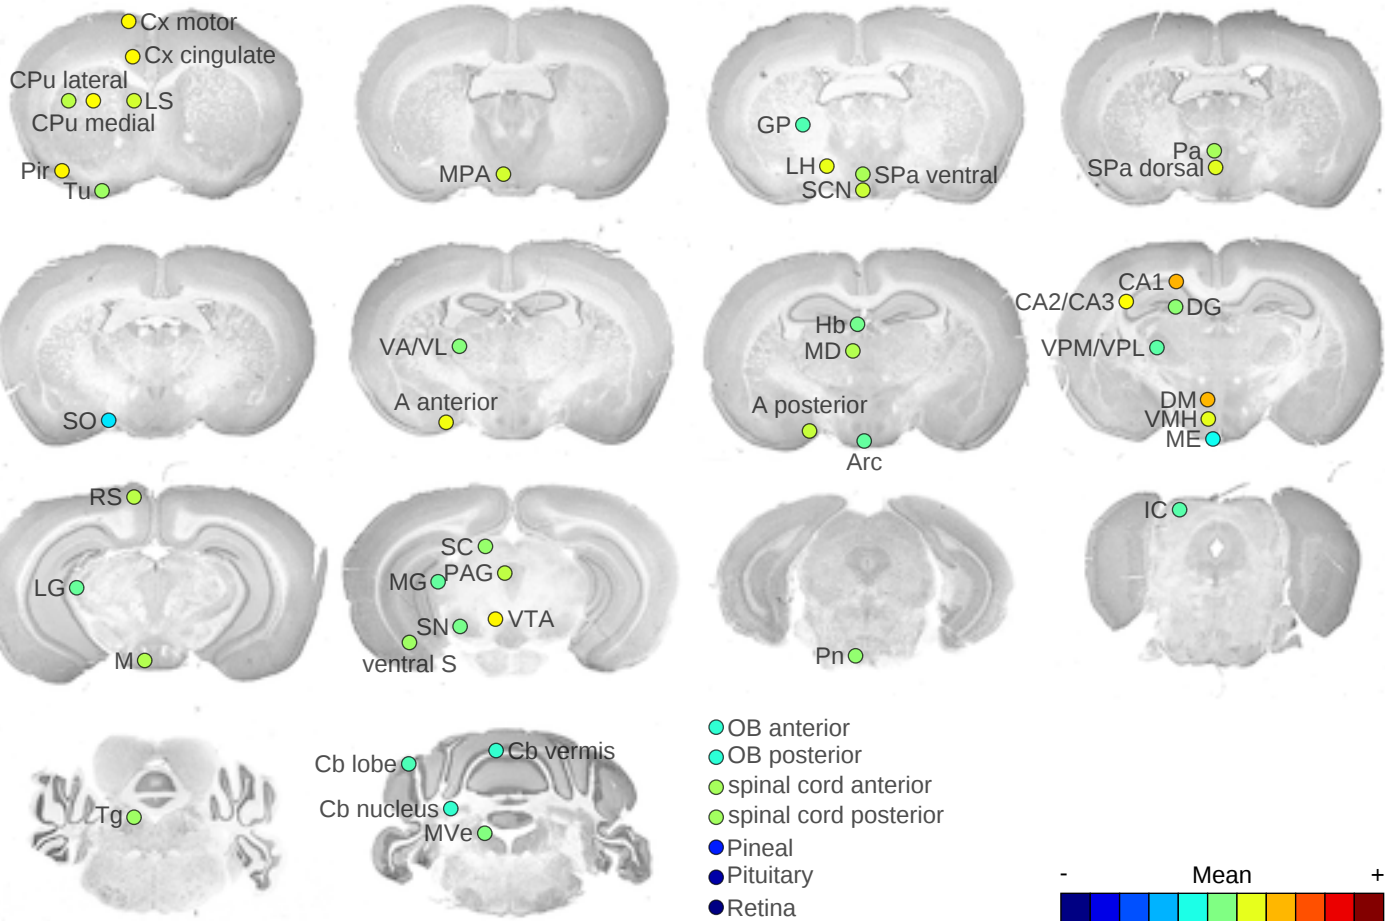 Cx motor
Cx cingulate
CPu lateral
LS
CPu medial
Pir
Tu
MPA
GP
LH
SPa ventral
SCN
Pa
SPa dorsal
SO
VA/VL
A anterior
Hb
MD
A posterior
Arc
CA1
CA2/CA3
DG
VPM/VPL
DM
VMH
ME
RS
LG
M
SC
MG
PAG
SN
VTA
ventral S
Pn
IC
Tg
Cb lobe
Cb vermis
Cb nucleus
MVe
OB anterior
OB posterior
spinal cord anterior
spinal cord posterior
Pineal
Pituitary
Retina
- Mean +